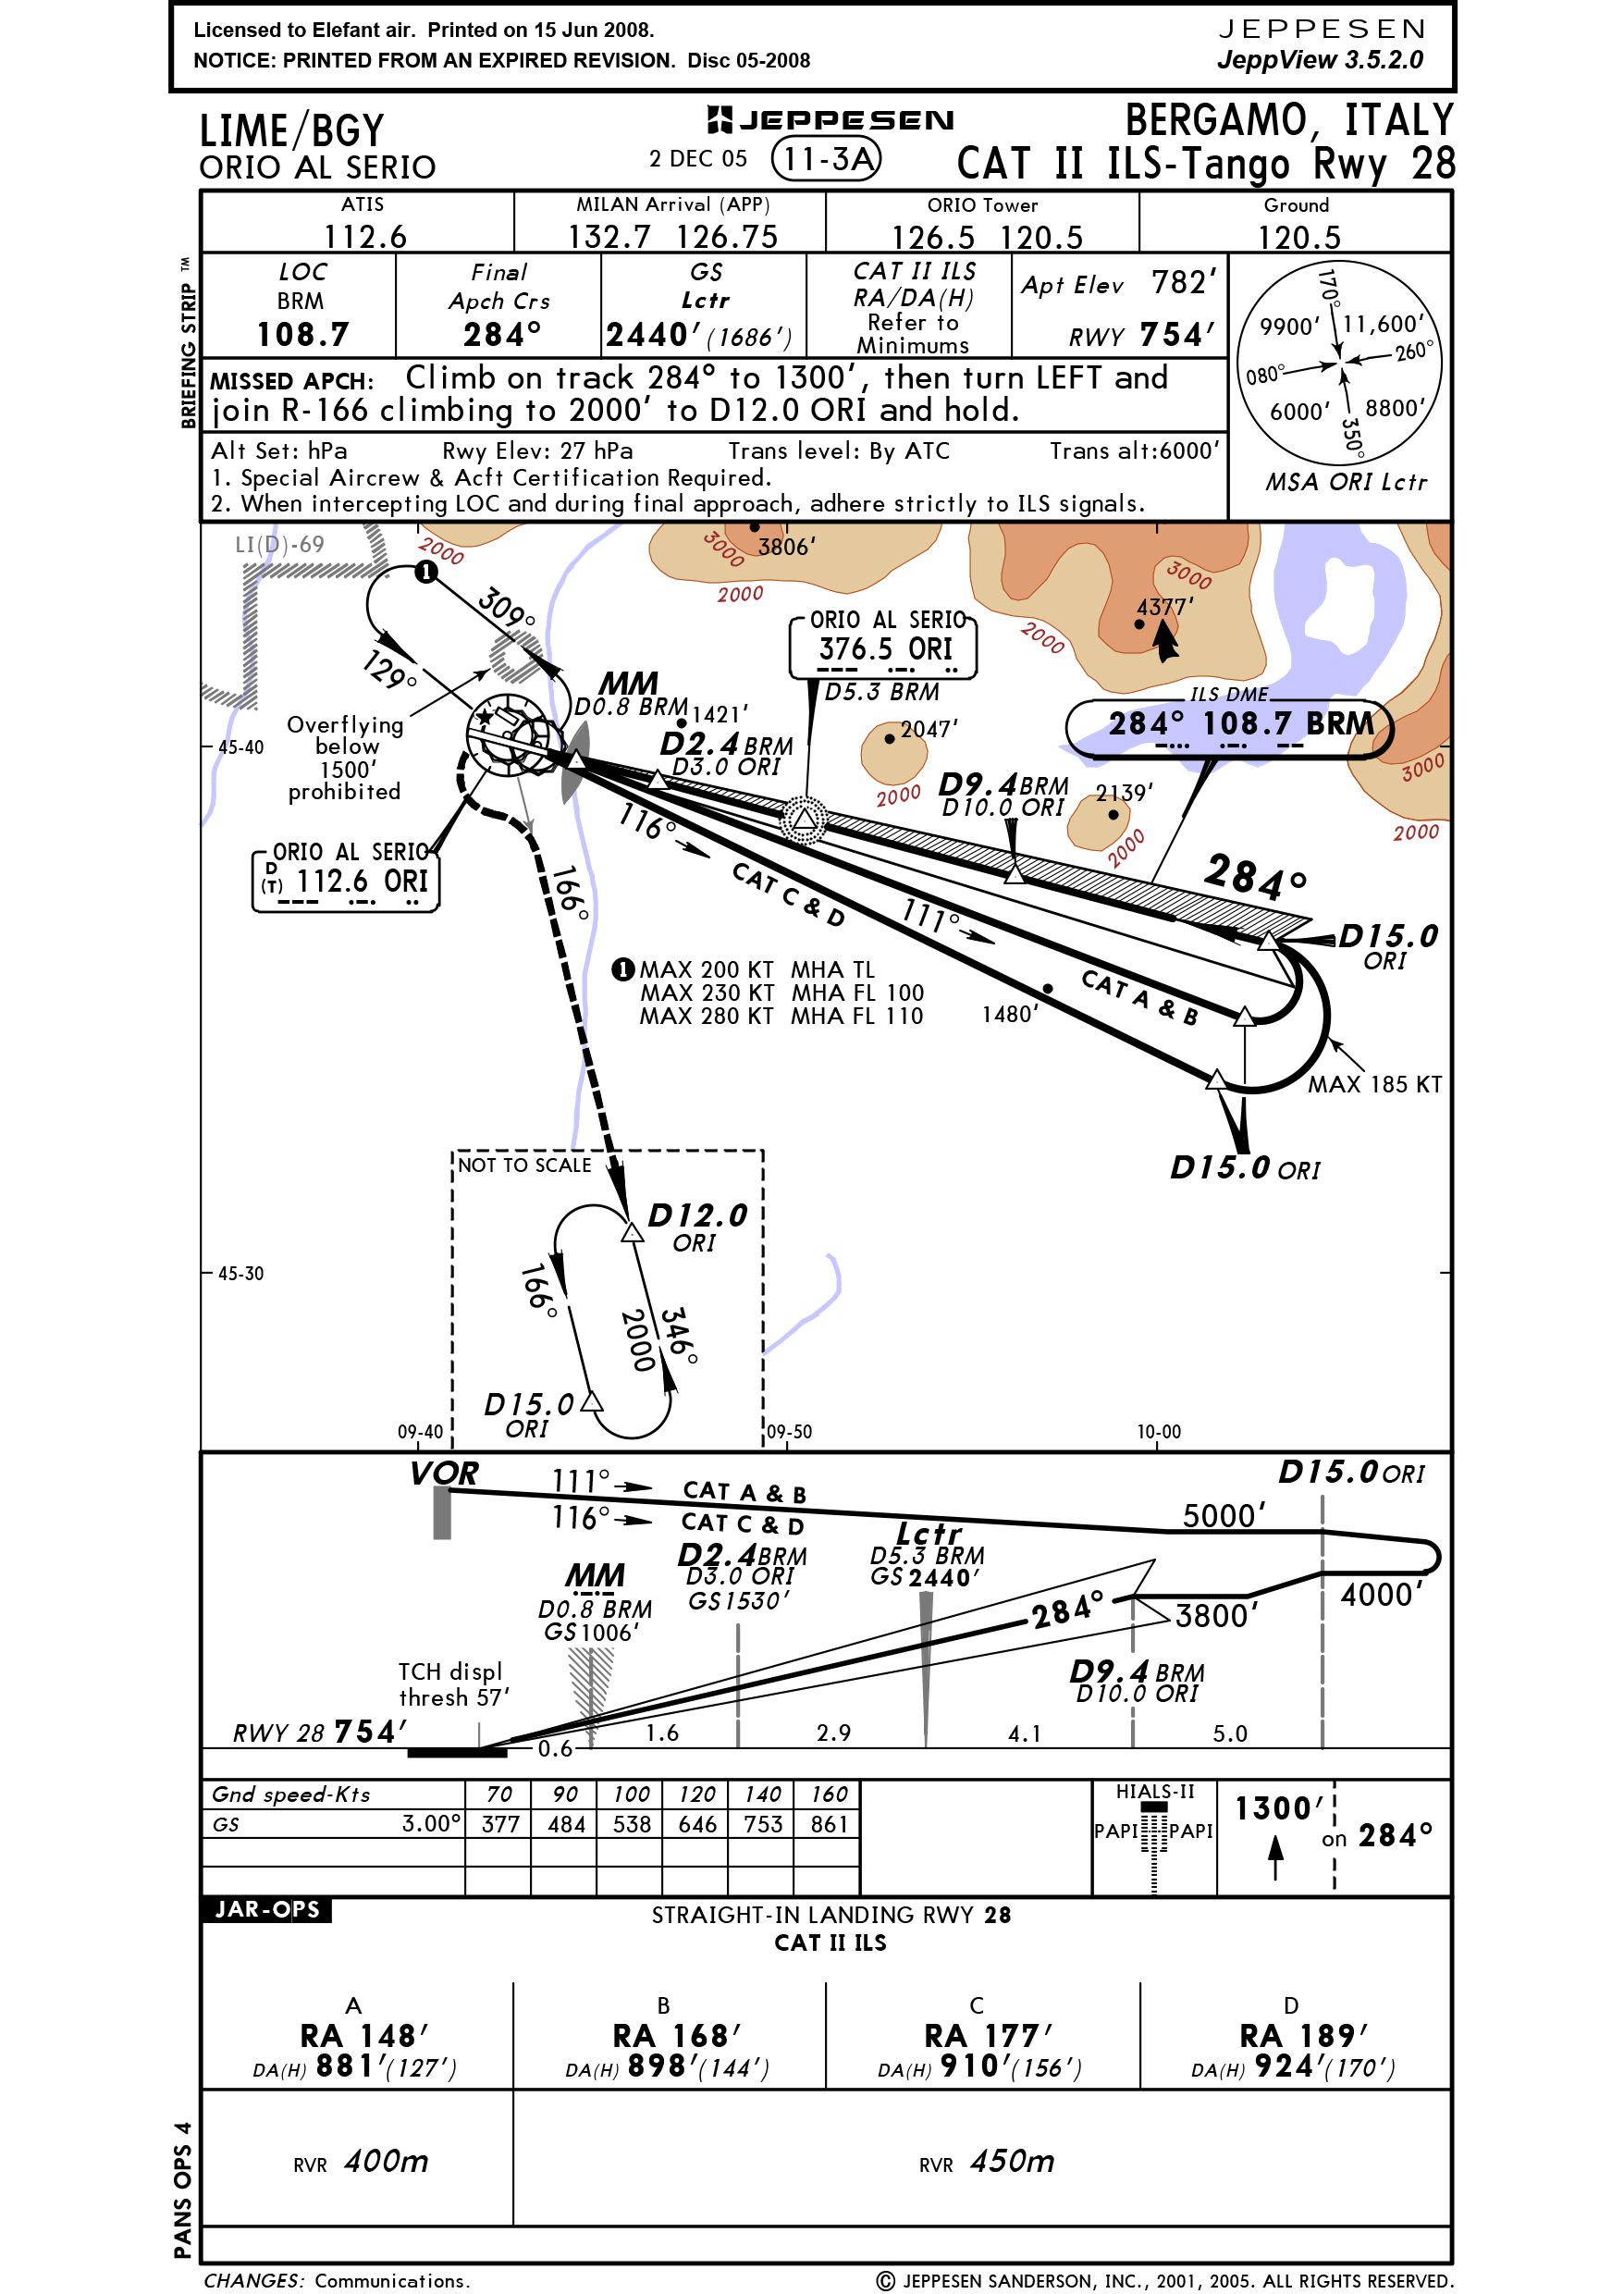 Licensed to Elefant air. Printed on 15 Jun 2008.
NOTICE: PRINTED FROM AN EXPIRED REVISION. Disc 05-2008
JEPPESEN
JeppView 3.5.2.0
LIME/BGY
ORIO AL SERIO
JEPPESEN
2 DEC 05 11-3A
BERGAMO, ITALY
CAT II ILS-Tango Rwy 28
BRIEFING STRIP ™
ATIS
112.6
MILAN Arrival (APP)
132.7 126.75
ORIO Tower
126.5 120.5
Ground
120.5
LOC
BRM
108.7
Final
Apch Crs
284°
GS
Lctr
2440' (1686')
CAT II ILS
RA/DA(H)
Refer to
Minimums
Apt Elev 782'
RWY 754'
MISSED APCH: Climb on track 284° to 1300', then turn LEFT and
join R-166 climbing to 2000' to D12.0 ORI and hold.
Alt Set: hPa Rwy Elev: 27 hPa Trans level: By ATC Trans alt:6000'
1. Special Aircrew & Acft Certification Required.
2. When intercepting LOC and during final approach, adhere strictly to ILS signals.
170°
9900' 11,600'
260°
080°
6000' 8800'
350°
MSA ORI Lctr
LI(D)-69
2000
3000
3806'
2000
3000
4377'
2000
1
309°
129°
ORIO AL SERIO
376.5 ORI
D5.3 BRM
MM
D0.8 BRM
1421'
D2.4 BRM
D3.0 ORI
2047'
2000
ILS DME
284° 108.7 BRM
3000
2000
45-40
Overflying
below
1500'
prohibited
D9.4 BRM
D10.0 ORI
2139'
2000
116°
CAT C & D
ORIO AL SERIO
D
(T) 112.6 ORI
166°
284°
111°
D15.0
ORI
CAT A & B
1 MAX 200 KT MHA TL
MAX 230 KT MHA FL 100
MAX 280 KT MHA FL 110
1480'
MAX 185 KT
D15.0 ORI
NOT TO SCALE
D12.0
ORI
45-30
166°
2000
346°
D15.0
ORI
09-40
09-50
10-00
VOR
111°
CAT A & B
116°
CAT C & D
D15.0 ORI
5000'
Lctr
D5.3 BRM
GS 2440'
D2.4 BRM
D3.0 ORI
GS 1530'
MM
D0.8 BRM
GS 1006'
284°
3800'
4000'
D9.4 BRM
D10.0 ORI
TCH displ
thresh 57'
RWY 28 754'
0.6
1.6
2.9
4.1
5.0
Gnd speed-Kts 70 90 100 120 140 160
GS 3.00° 377 484 538 646 753 861
HIALS-II
PAPI PAPI
1300'
on 284°
JAR-OPS
STRAIGHT-IN LANDING RWY 28
CAT II ILS
A
RA 148'
DA(H) 881' (127')
B
RA 168'
DA(H) 898' (144')
C
RA 177'
DA(H) 910' (156')
D
RA 189'
DA(H) 924' (170')
RVR 400m
RVR 450m
PANS OPS 4
CHANGES: Communications.
© JEPPESEN SANDERSON, INC., 2001, 2005. ALL RIGHTS RESERVED.